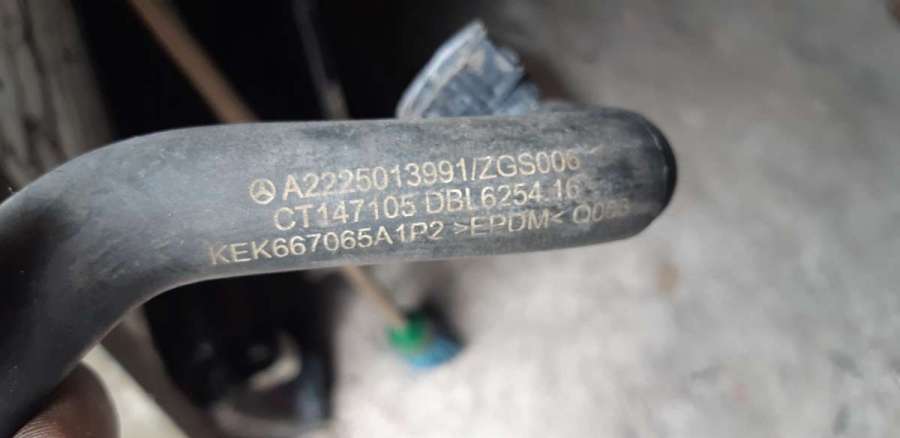 A2225013991/ZGS006
CT147105 DBL6254.16
KEK667065A1P2 >EPDM<